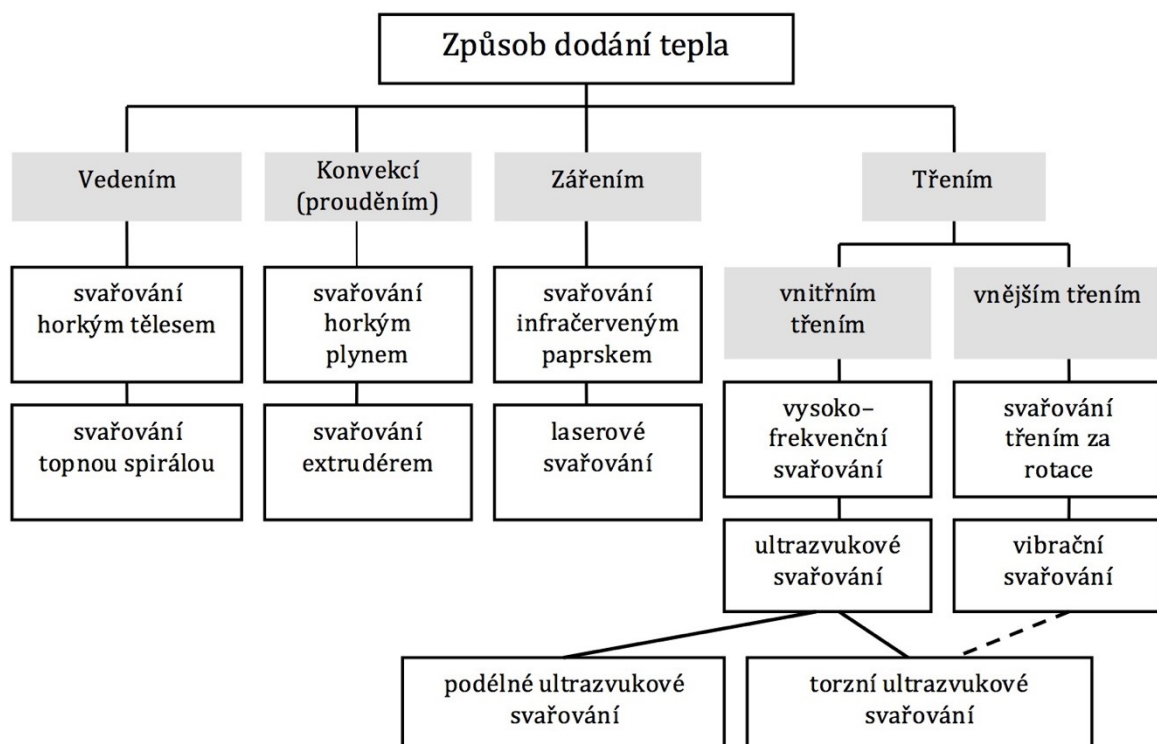 Způsob dodání tepla
Vedením
Konvekcí
(prouděním)
Zářením
Třením
svařování
horkým tělesem
svařování
horkým
plynem
svařování
infračerveným
paprskem
vnitřním
třením
vnějším třením
svařování
topnou spirálou
svařování
extrudérem
laserové
svařování
vysoko–
frekvenční
svařování
svařování
třením za
rotace
ultrazvukové
svařování
vibrační
svařování
podélné ultrazvukové
svařování
torzní ultrazvukové
svařování